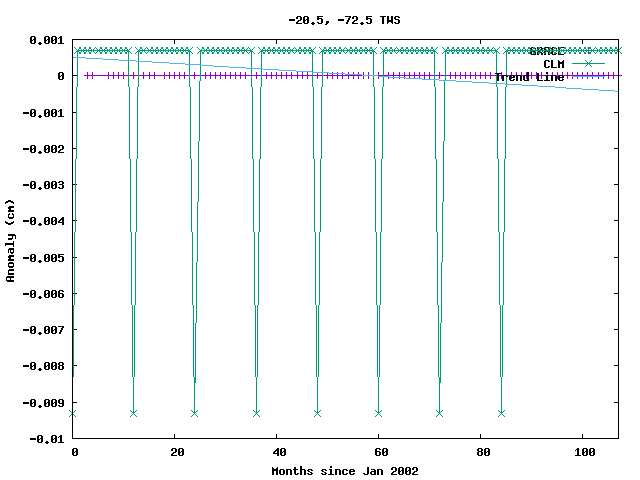 -20.5, -72.5 TWS
0.001
GRACE
CLM
0
Trend Line
-0.001
-0.002
-0.003
-0.004
-0.005
-0.006
-0.007
-0.008
-0.009
-0.01
Anomaly (cm)
0 20 40 60 80 100
Months since Jan 2002